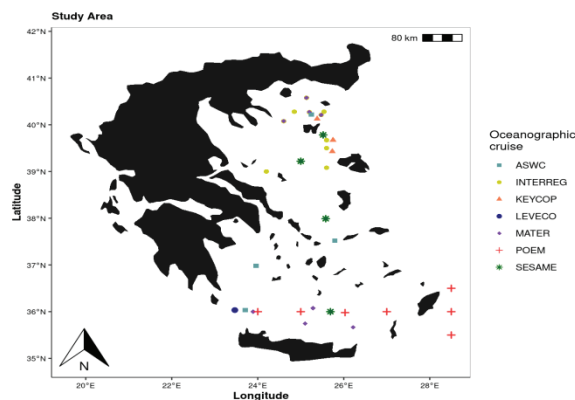 Study Area
80 km
42°N
41°N
40°N
39°N
38°N
37°N
36°N
35°N
Latitude
N
20°E
22°E
24°E
26°E
28°E
Longitude
Oceanographic
cruise
ASWC
INTERREG
KEYCOP
LEVECO
MATER
POEM
SESAME